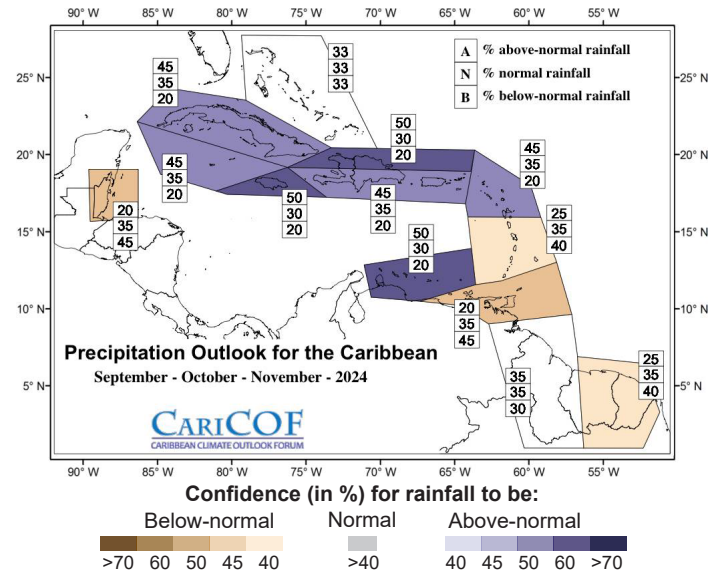 90° W 85° W 80° W 75° W 70° W 65° W 60° W 55° W
A % above-normal rainfall
N % normal rainfall
B % below-normal rainfall
33
33
33
45
35
20
25° N 25° N
50
30
20
45
35
20
20° N 20° N
45
35
20
50
30
20
45
35
20
20
35
45
25
35
40
15° N 15° N
50
30
20
10° N 10° N
20
35
45
Precipitation Outlook for the Caribbean
September - October - November - 2024
5° N 5° N
35
35
30
25
35
40
CARICOF
CARIBBEAN CLIMATE OUTLOOK FORUM
90° W 85° W 80° W 75° W 70° W 65° W 60° W 55° W
Confidence (in %) for rainfall to be:
Below-normal Normal Above-normal
>70 60 50 45 40 >40 40 45 50 60 >70